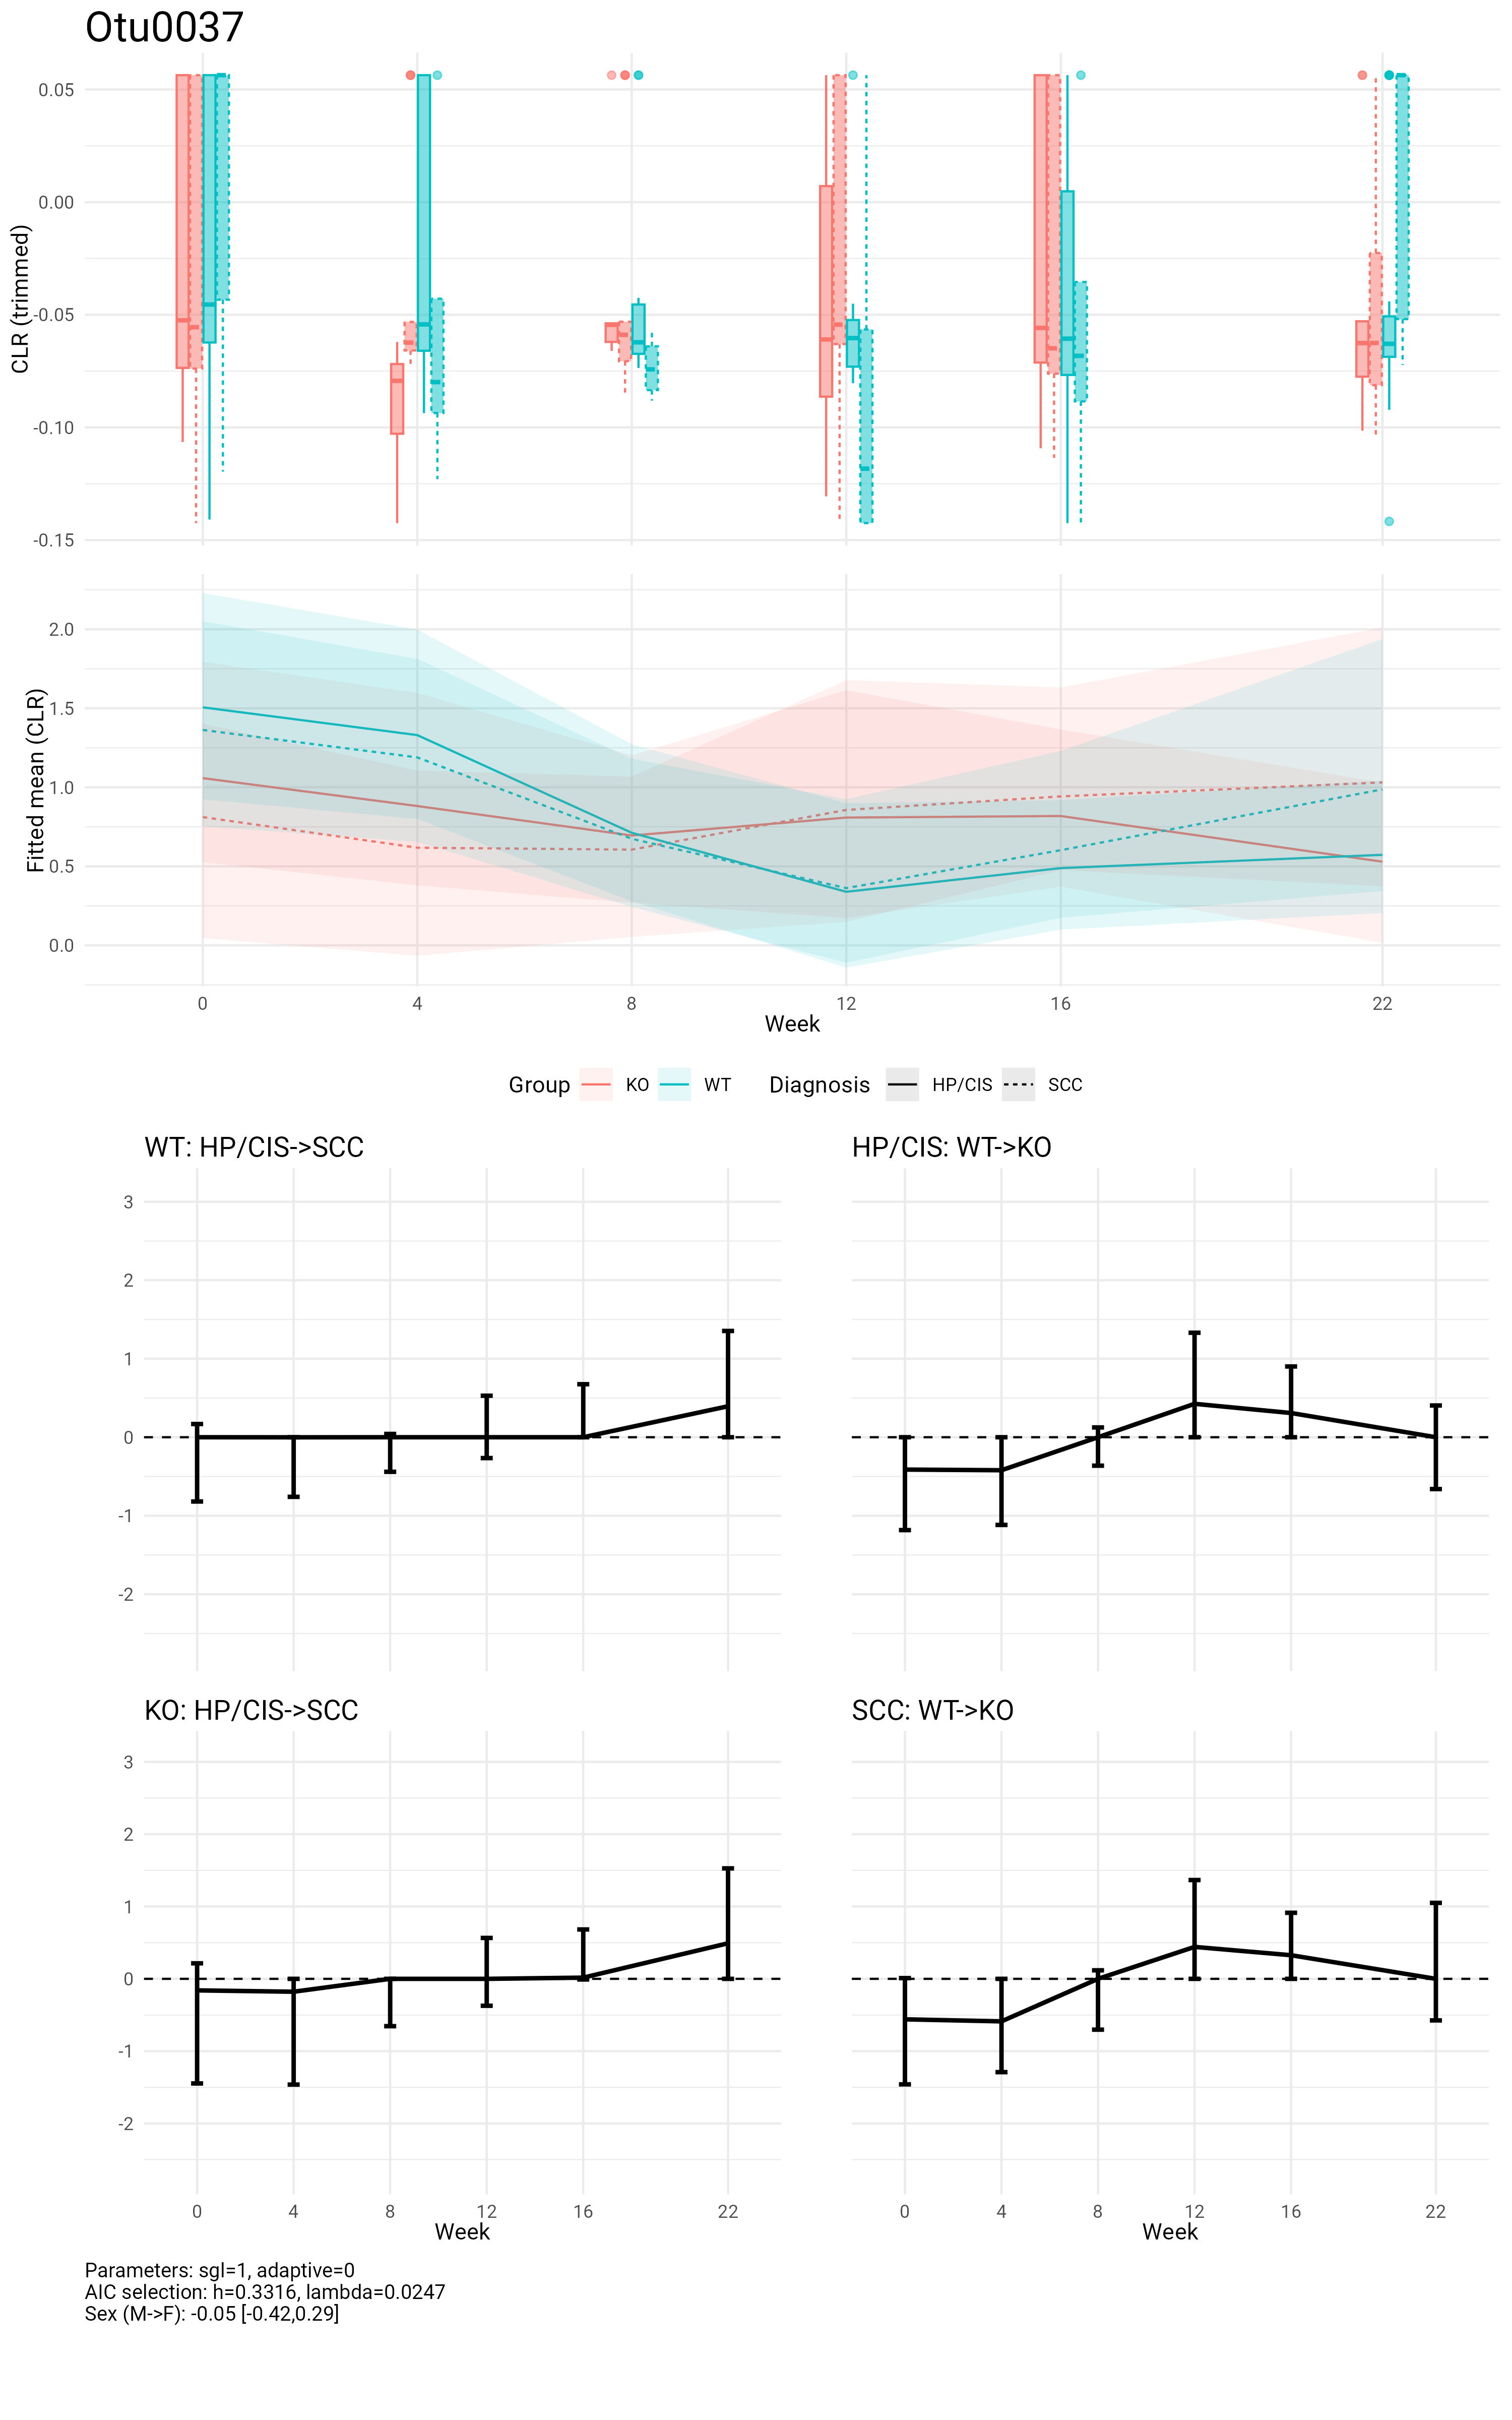 Otu0037
CLR (trimmed)
0.05
0.00
-0.05
-0.10
-0.15
Fitted mean (CLR)
2.0
1.5
1.0
0.5
0.0
0 4 8 12 16 22
Week
Group KO WT Diagnosis HP/CIS SCC
WT: HP/CIS->SCC
HP/CIS: WT->KO
3
2
1
0
-1
-2
KO: HP/CIS->SCC
SCC: WT->KO
3
2
1
0
-1
-2
0 4 8 12 16 22
Week
0 4 8 12 16 22
Week
Parameters: sgl=1, adaptive=0
AIC selection: h=0.3316, lambda=0.0247
Sex (M->F): -0.05 [-0.42,0.29]